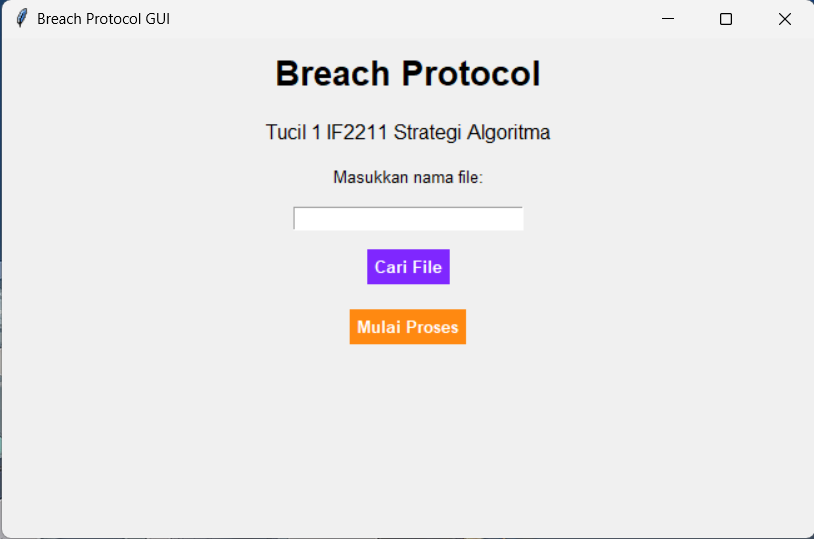 Breach Protocol GUI
Breach Protocol
Tucil 1 IF2211 Strategi Algoritma
Masukkan nama file:
Cari File
Mulai Proses